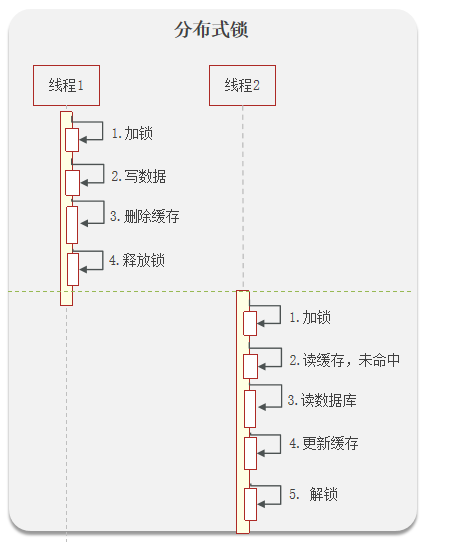 分布式锁
线程1
线程2
1.加锁
2.写数据
3.删除缓存
4.释放锁
1.加锁
2.读缓存，未命中
3.读数据库
4.更新缓存
5. 解锁